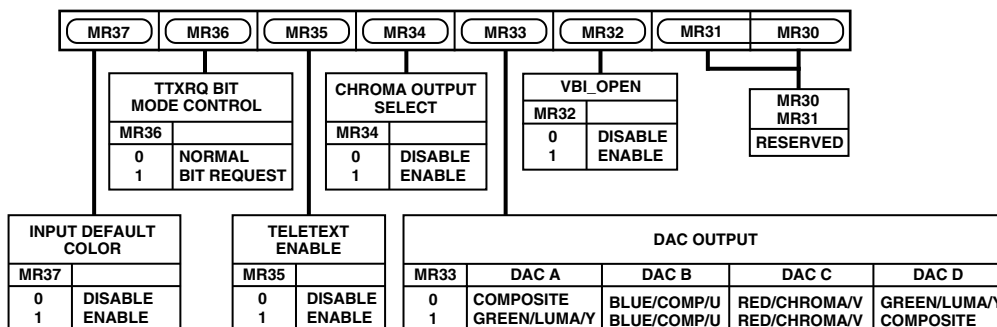 MR37 MR36 MR35 MR34 MR33 MR32 MR31 MR30
TTXRQ BIT
MODE CONTROL
MR36
0 NORMAL
1 BIT REQUEST
CHROMA OUTPUT
SELECT
MR34
0 DISABLE
1 ENABLE
VBI_OPEN
MR32
0 DISABLE
1 ENABLE
MR30
MR31
RESERVED
INPUT DEFAULT
COLOR
MR37
0 DISABLE
1 ENABLE
TELETEXT
ENABLE
MR35
0 DISABLE
1 ENABLE
DAC OUTPUT
MR33 DAC A DAC B DAC C DAC D
0 COMPOSITE BLUE/COMP/U RED/CHROMA/V GREEN/LUMA/Y
1 GREEN/LUMA/Y BLUE/COMP/U RED/CHROMA/V COMPOSITE